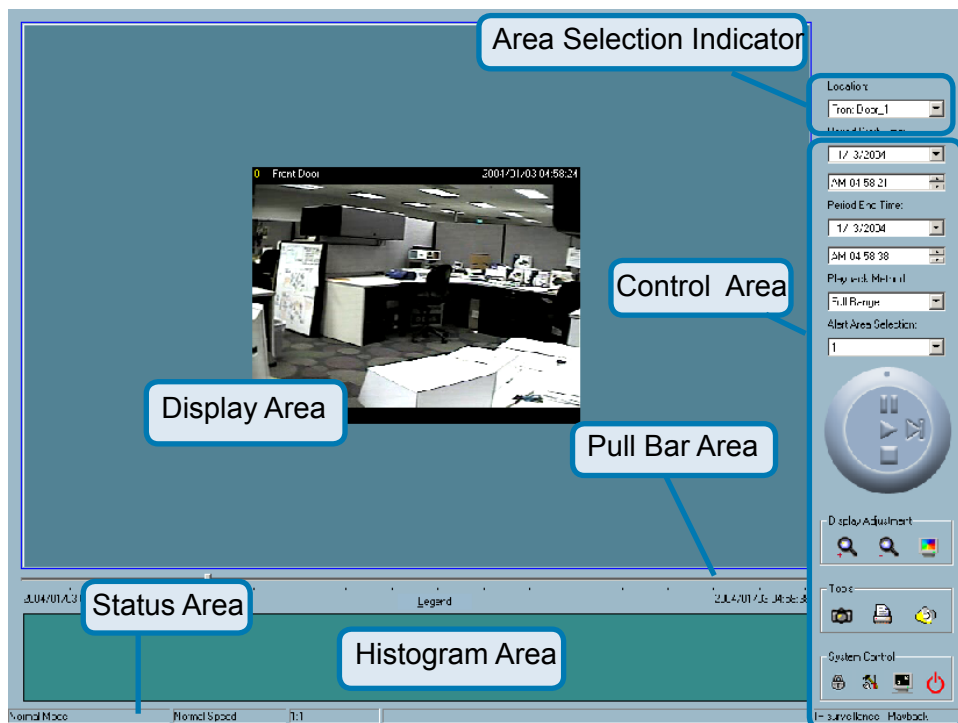 Area Selection Indicator
Location:
Front Door_1
1/ 3/2004
AM 04:58:21
Period End Time:
1/ 3/2004
AM 04:58:38
Playback Method
Full Range
Alert Area Selection:
1
0 Front Door 2004/01/03 04:58:24
Control Area
Display Area
Pull Bar Area
Display Adjustment
Status Area
Legend
Tools
Histogram Area
System Control
Normal Mode Normal Speed 1:1
Playback